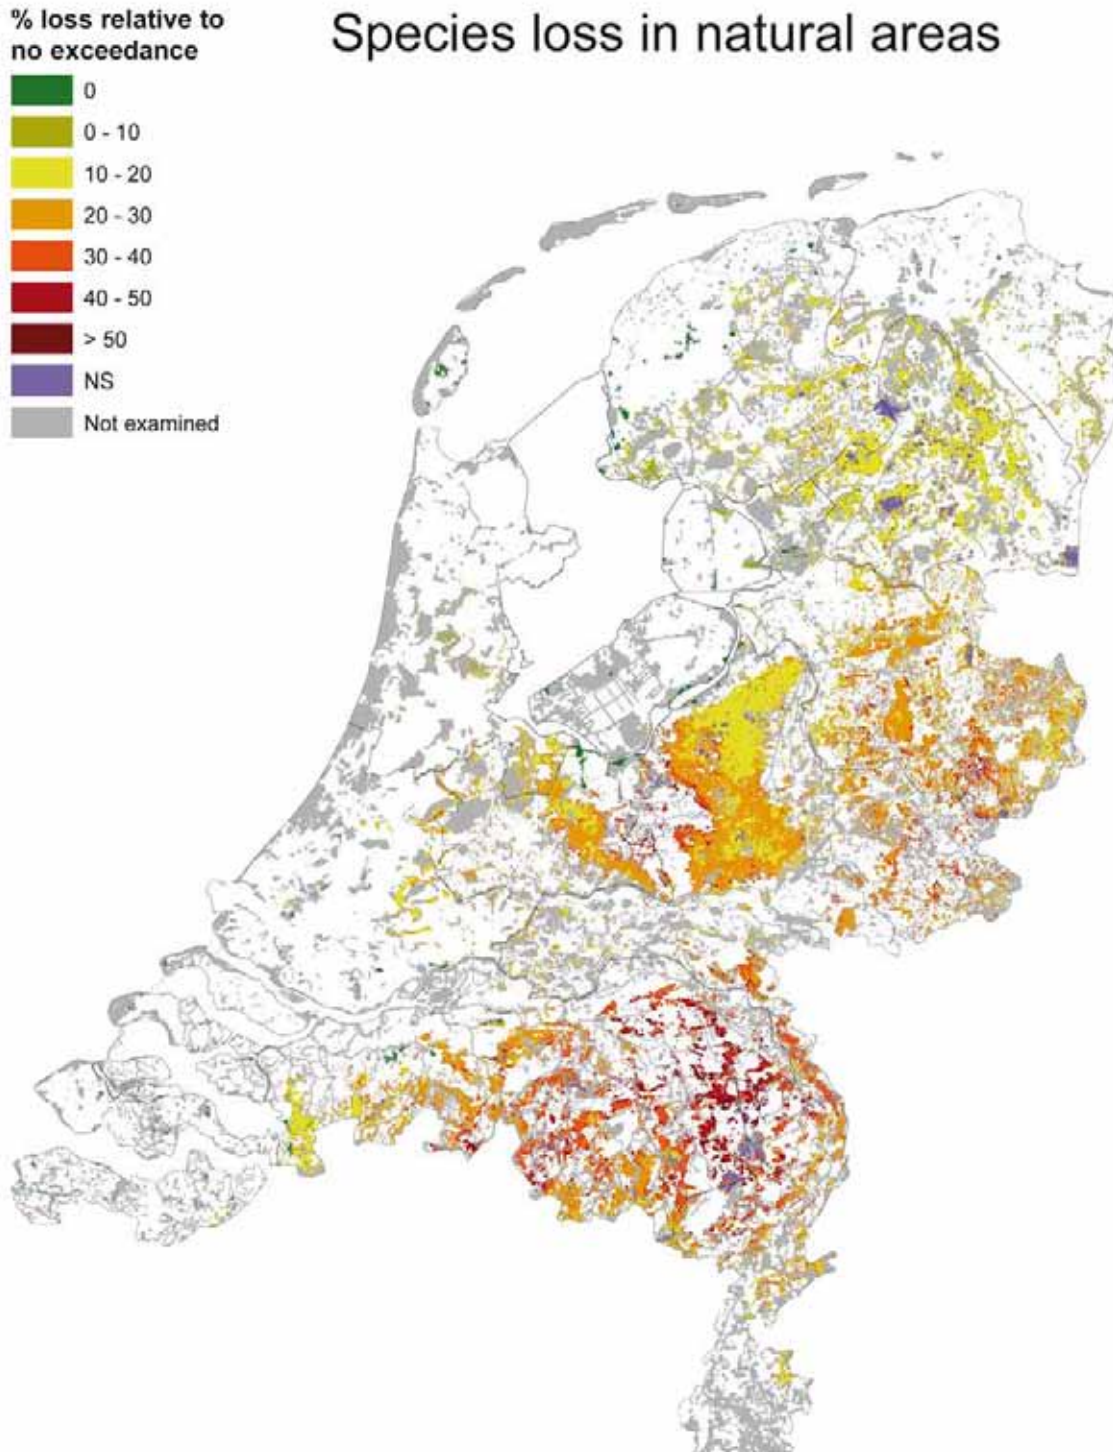 % loss relative to
no exceedance
Species loss in natural areas
0
0 - 10
10 - 20
20 - 30
30 - 40
40 - 50
> 50
NS
Not examined